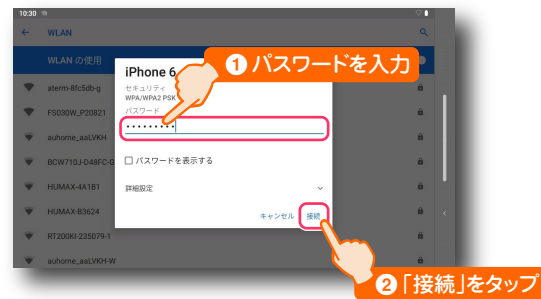 10:30
WLAN
WLAN の使用
iPhone 6
❶ パスワードを入力
セキュリティ
WPA/WPA2 PSK
パスワード
•••••••••
パスワードを表示する
詳細設定
キャンセル 接続
aterm-8fc5db-g
FS030W_P20821
auhome_aaLVKH
BCW710J-D48FC-G
HUMAX-4A1B1
HUMAX-B3624
RT200KI-235079-1
auhome_aaLVKH-W
❷「接続」をタップ